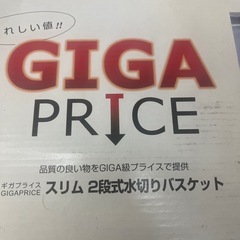 れしい値!!
GIGA
PRICE
品質の良い物をGIGA級プライスで提供
ギガプライス
GIGAPRICE スリム 2段式水切りバスケット